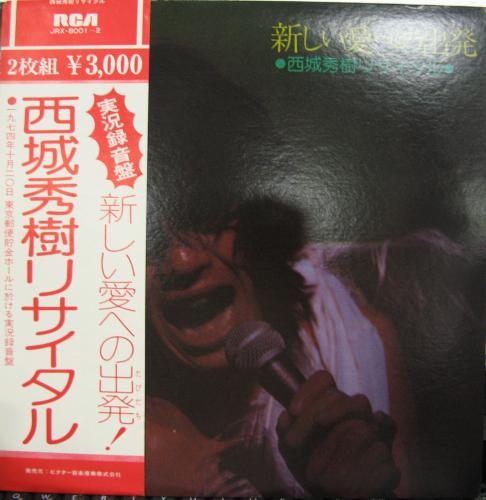 西城秀樹リサイタル
RCA
JRX-8001~2
2枚組 ¥3,000
実況録音盤
新しい愛への出発!
たびだち
西城秀樹リサイタル
●一九七四年十月二〇日 東京郵便貯金ホールに於ける実況録音盤
発売元：ビクター音楽産業株式会社
新しい愛への出発
●西城秀樹リサイタル●